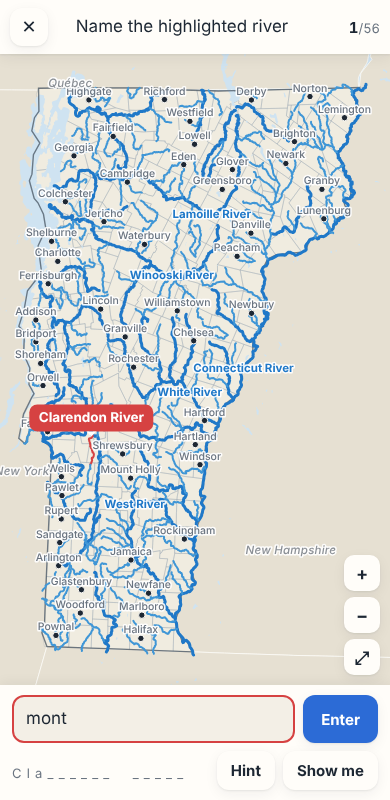 ✕ Name the highlighted river 1/56
Québec
Highgate Richford Derby Norton
Westfield Lemington
Fairfield Lowell Brighton
Georgia Eden Glover Newark
Cambridge Greensboro Granby
Colchester
Jericho Lamoille River Lunenburg
Danville
Shelburne Waterbury
Charlotte Peacham
Ferrisburgh Winooski River
Lincoln Williamstown Newbury
Addison
Bridport Granville Chelsea
Shoreham Rochester
Orwell Connecticut River
White River
Clarendon River Hartford
Fa
Shrewsbury Hartland
New York Wells Mount Holly Windsor
Pawlet
Rupert West River
Sandgate Rockingham
Arlington Jamaica New Hampshire
Glastenbury Newfane
Woodford Marlboro
Pownal Halifax
+
−
mont Enter
C l a _ _ _ _ _ _ _ _ _ _ _ Hint Show me